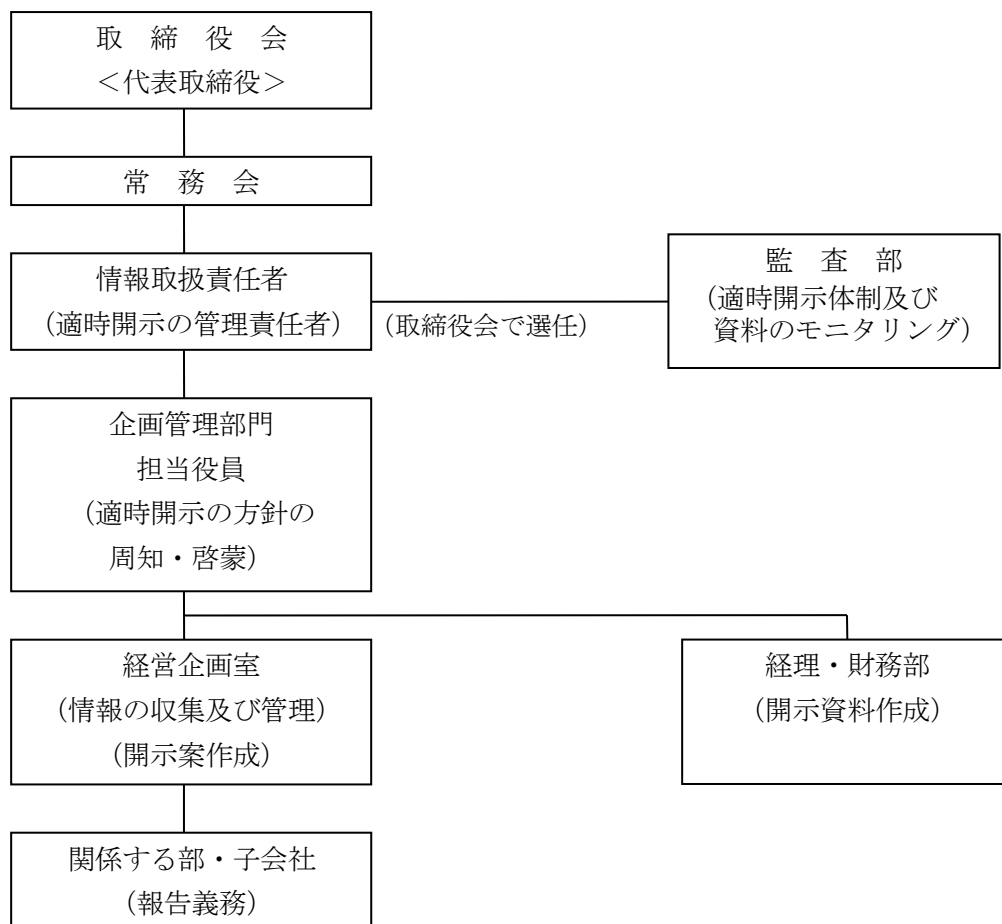 取　締　役　会
＜代表取締役＞
常　務　会
情報取扱責任者
（適時開示の管理責任者）
（取締役会で選任）
監　査　部
（適時開示体制及び
資料のモニタリング）
企画管理部門
担当役員
（適時開示の方針の
周知・啓蒙）
経営企画室
（情報の収集及び管理）
（開示案作成）
経理・財務部
（開示資料作成）
関係する部・子会社
（報告義務）